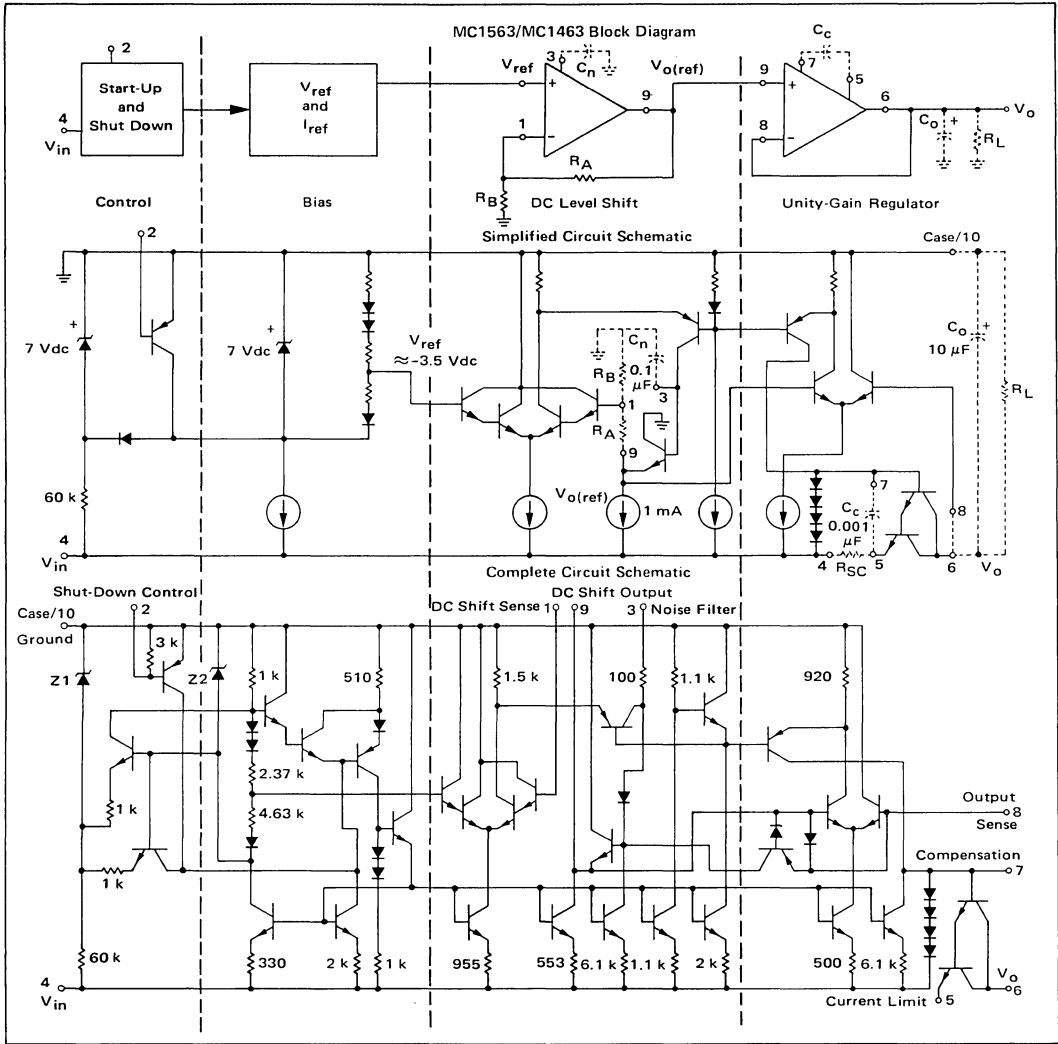 MC1563/MC1463 Block Diagram
2
Start-Up
and
Shut Down
4
V_in
V_ref
and
I_ref
V_ref
3
C_n
+
1
−
9
V_o(ref)
R_A
R_B
9
+
8
−
7
C_c
5
6
C_o
+
R_L
V_o
Control
Bias
DC Level Shift
Unity-Gain Regulator
Simplified Circuit Schematic
2
Case/10
+
7 Vdc
+
7 Vdc
V_ref
≈ -3.5 Vdc
C_n
0.1
μF
R_B
1
3
R_A
9
C_o
+
10 μF
R_L
60 k
4
V_in
V_o(ref)
1 mA
7
C_c
0.001
μF
8
4
R_SC
5
6
V_o
Complete Circuit Schematic
Shut-Down Control
2
Case/10
Ground
DC Shift Sense
1
DC Shift Output
9
3
Noise Filter
Z1
3 k
Z2
1 k
510
1.5 k
100
1.1 k
920
2.37 k
4.63 k
1 k
1 k
Output
8
Sense
Compensation
7
60 k
4
V_in
330
2 k
1 k
955
553
6.1 k
1.1 k
2 k
500
6.1 k
Current Limit
5
V_o
6